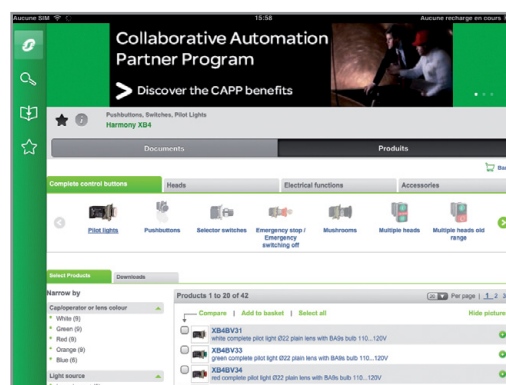 Aucune SIM
15:58
Aucune recharge en cours
Collaborative Automation
Partner Program
> Discover the CAPP benefits
Pushbuttons, Switches, Pilot Lights
Harmony XB4
Documents
Produits
Complete control buttons
Heads
Electrical functions
Accessories
Pilot lights
Pushbuttons
Selector switches
Emergency stop /
Emergency
switching off
Mushrooms
Multiple heads
Multiple heads old
range
Select Products
Downloads
Narrow by
Products 1 to 20 of 42
20
Per page | 1 2 3
Cap/operator or lens colour
White (9)
Green (9)
Red (9)
Orange (9)
Blue (6)
Light source
Compare | Add to basket | Select all
Hide pictures
XB4BV31
white complete pilot light Ø22 plain lens with BA9s bulb 110...120V
XB4BV33
green complete pilot light Ø22 plain lens with BA9s bulb 110...120V
XB4BV34
red complete pilot light Ø22 plain lens with BA9s bulb 110...120V